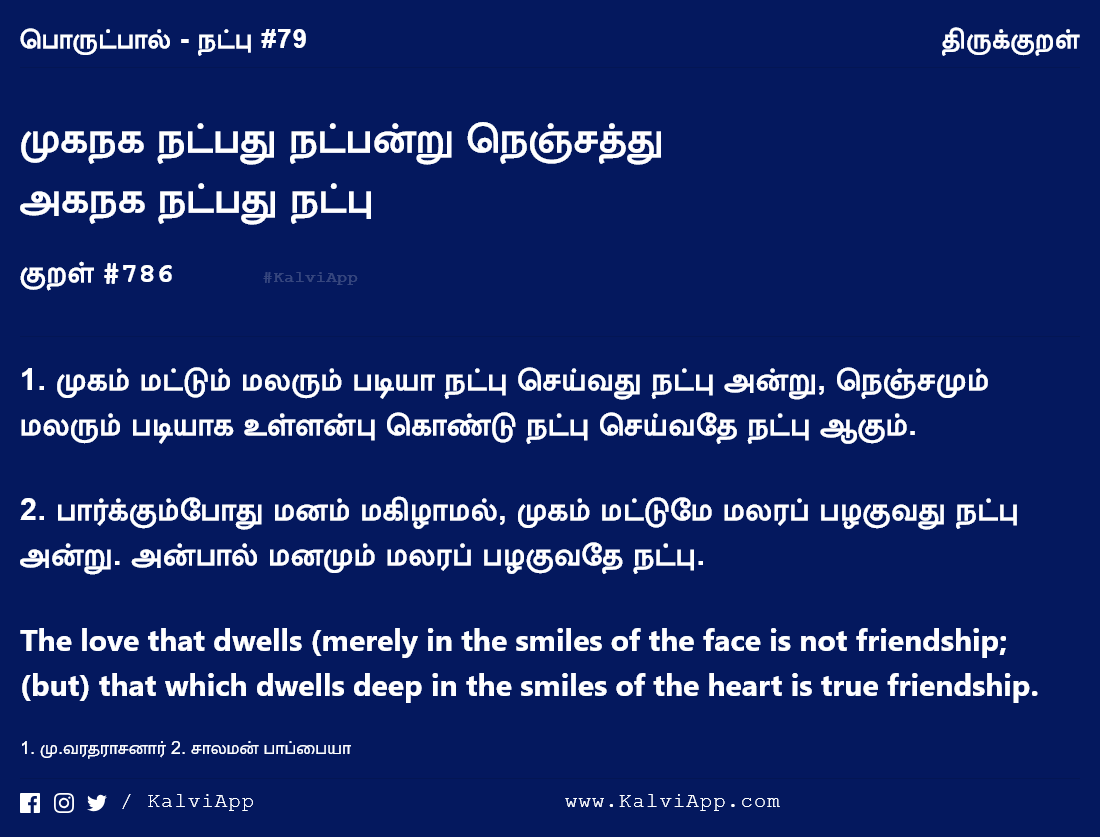 பொருட்பால் - நட்பு #79 திருக்குறள்
முகநக நட்பது நட்பன்று நெஞ்சத்து
அகநக நட்பது நட்பு
குறள் #786 #KalviApp
1. முகம் மட்டும் மலரும் படியா நட்பு செய்வது நட்பு அன்று, நெஞ்சமும்
மலரும் படியாக உள்ளன்பு கொண்டு நட்பு செய்வதே நட்பு ஆகும்.
2. பார்க்கும்போது மனம் மகிழாமல், முகம் மட்டுமே மலரப் பழகுவது நட்பு
அன்று. அன்பால் மனமும் மலரப் பழகுவதே நட்பு.
The love that dwells (merely in the smiles of the face is not friendship;
(but) that which dwells deep in the smiles of the heart is true friendship.
1. மு.வரதராசனார் 2. சாலமன் பாப்பையா
/ KalviApp www.KalviApp.com